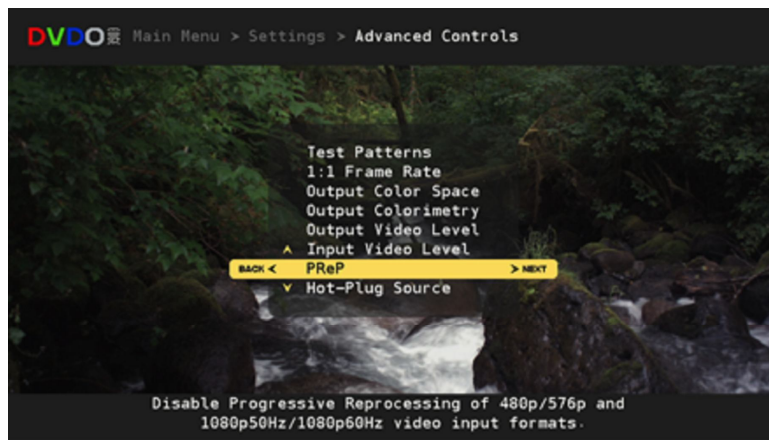 DVDO Main Menu > Settings > Advanced Controls
Test Patterns
1:1 Frame Rate
Output Color Space
Output Colorimetry
Output Video Level
Input Video Level
BACK < PReP > NEXT
Hot-Plug Source
Disable Progressive Reprocessing of 480p/576p and
1080p50Hz/1080p60Hz video input formats.